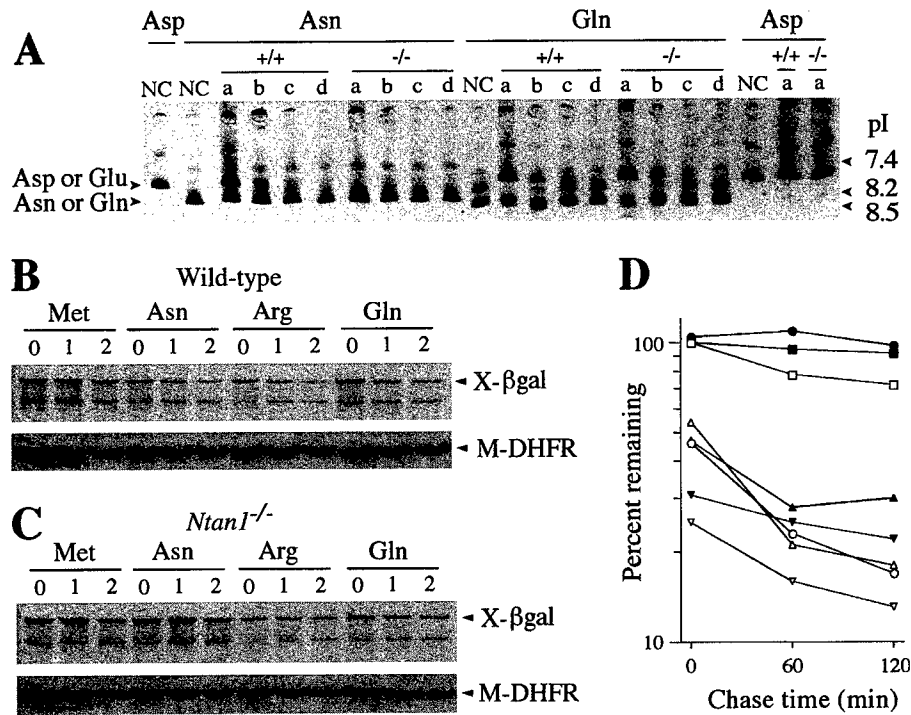 A
Asp Asn Gln Asp
+/+ -/- +/+ -/- +/+ -/-
NC NC a b c d a b c d NC a b c d a b c d NC a a
pI
7.4
Asp or Glu
8.2
Asn or Gln
8.5
B
Wild-type
Met Asn Arg Gln
0 1 2 0 1 2 0 1 2 0 1 2
X-βgal
M-DHFR
C
Ntan1-/-
Met Asn Arg Gln
0 1 2 0 1 2 0 1 2 0 1 2
X-βgal
M-DHFR
D
100
Percent remaining
10
0 60 120
Chase time (min)